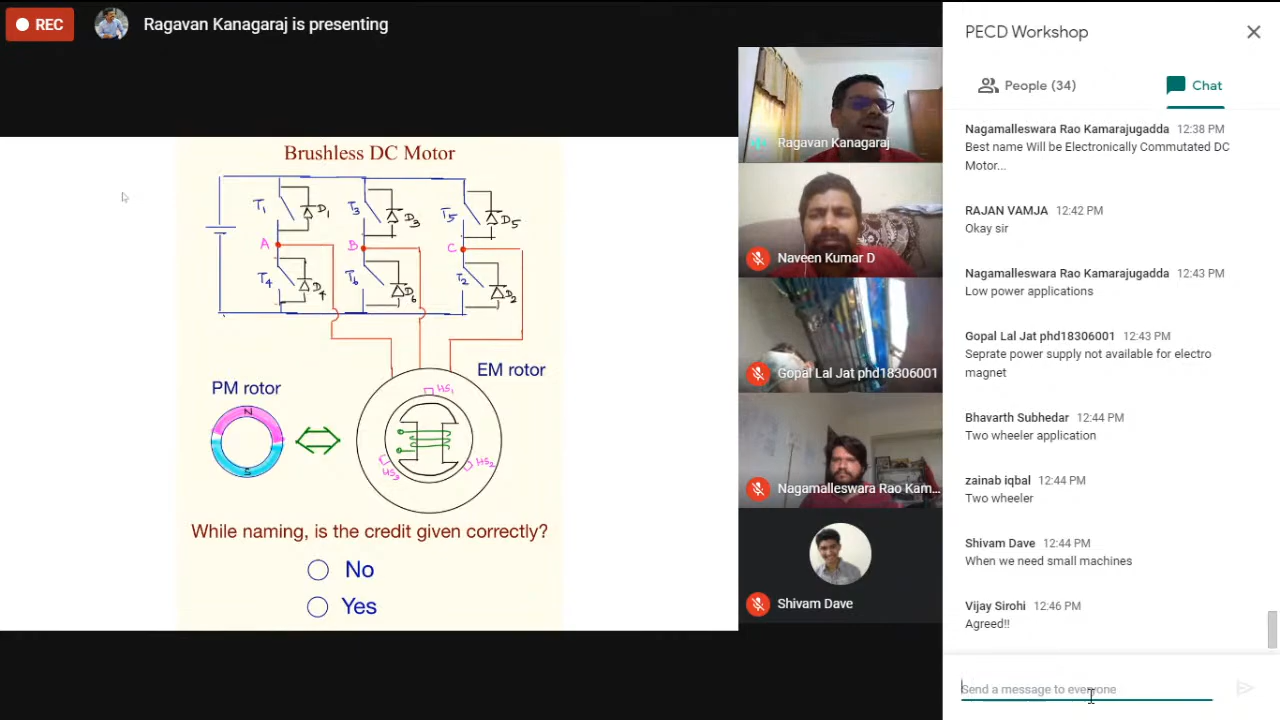 REC
Ragavan Kanagaraj is presenting
PECD Workshop
People (34)
Chat
Brushless DC Motor
T1
D1
T3
D3
T5
D5
A
B
C
T4
D4
T6
D6
T2
D2
PM rotor
EM rotor
N
S
HS1
HS2
HS3
While naming, is the credit given correctly?
No
Yes
Ragavan Kanagaraj
Naveen Kumar D
Gopal Lal Jat phd18306001
Nagamalleswara Rao Kam...
Shivam Dave
Nagamalleswara Rao Kamarajugadda 12:38 PM
Best name Will be Electronically Commutated DC
Motor...
RAJAN VAMJA 12:42 PM
Okay sir
Nagamalleswara Rao Kamarajugadda 12:43 PM
Low power applications
Gopal Lal Jat phd18306001 12:43 PM
Seprate power supply not available for electro
magnet
Bhavarth Subhedar 12:44 PM
Two wheeler application
zainab iqbal 12:44 PM
Two wheeler
Shivam Dave 12:44 PM
When we need small machines
Vijay Sirohi 12:46 PM
Agreed!!
Send a message to everyone